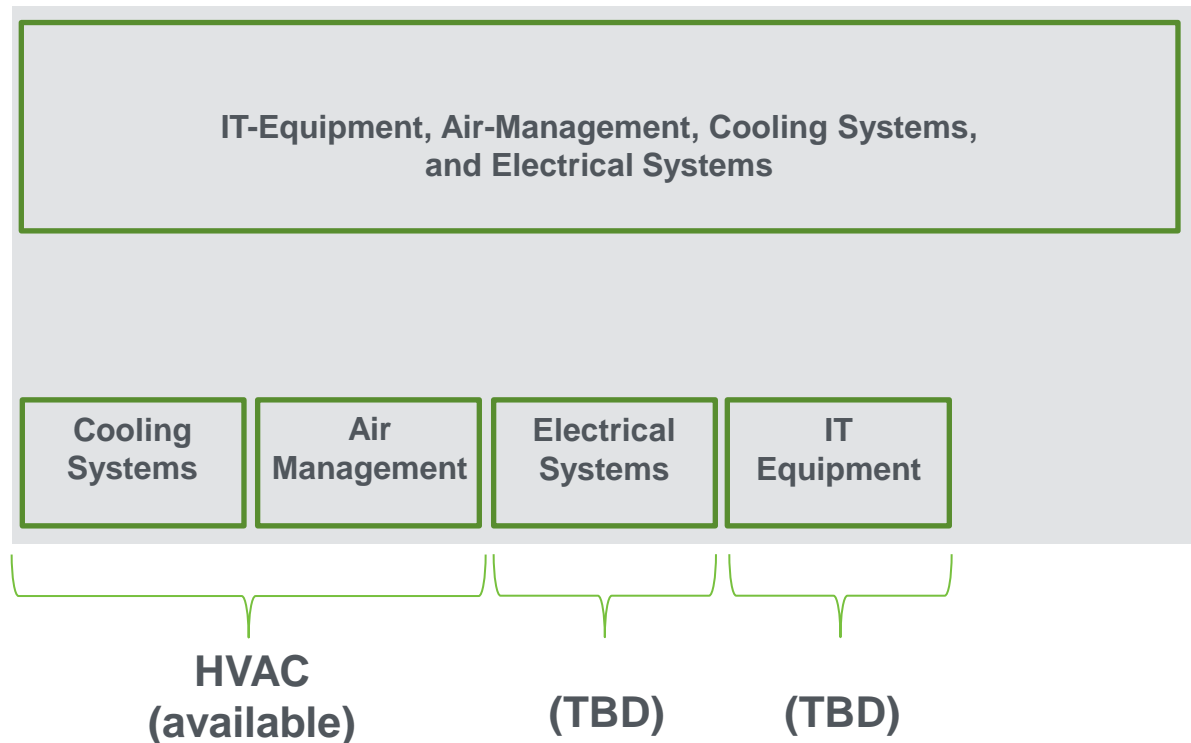 IT-Equipment, Air-Management, Cooling Systems,
and Electrical Systems
Cooling
Systems
Air
Management
Electrical
Systems
IT
Equipment
HVAC
(available)
(TBD)
(TBD)